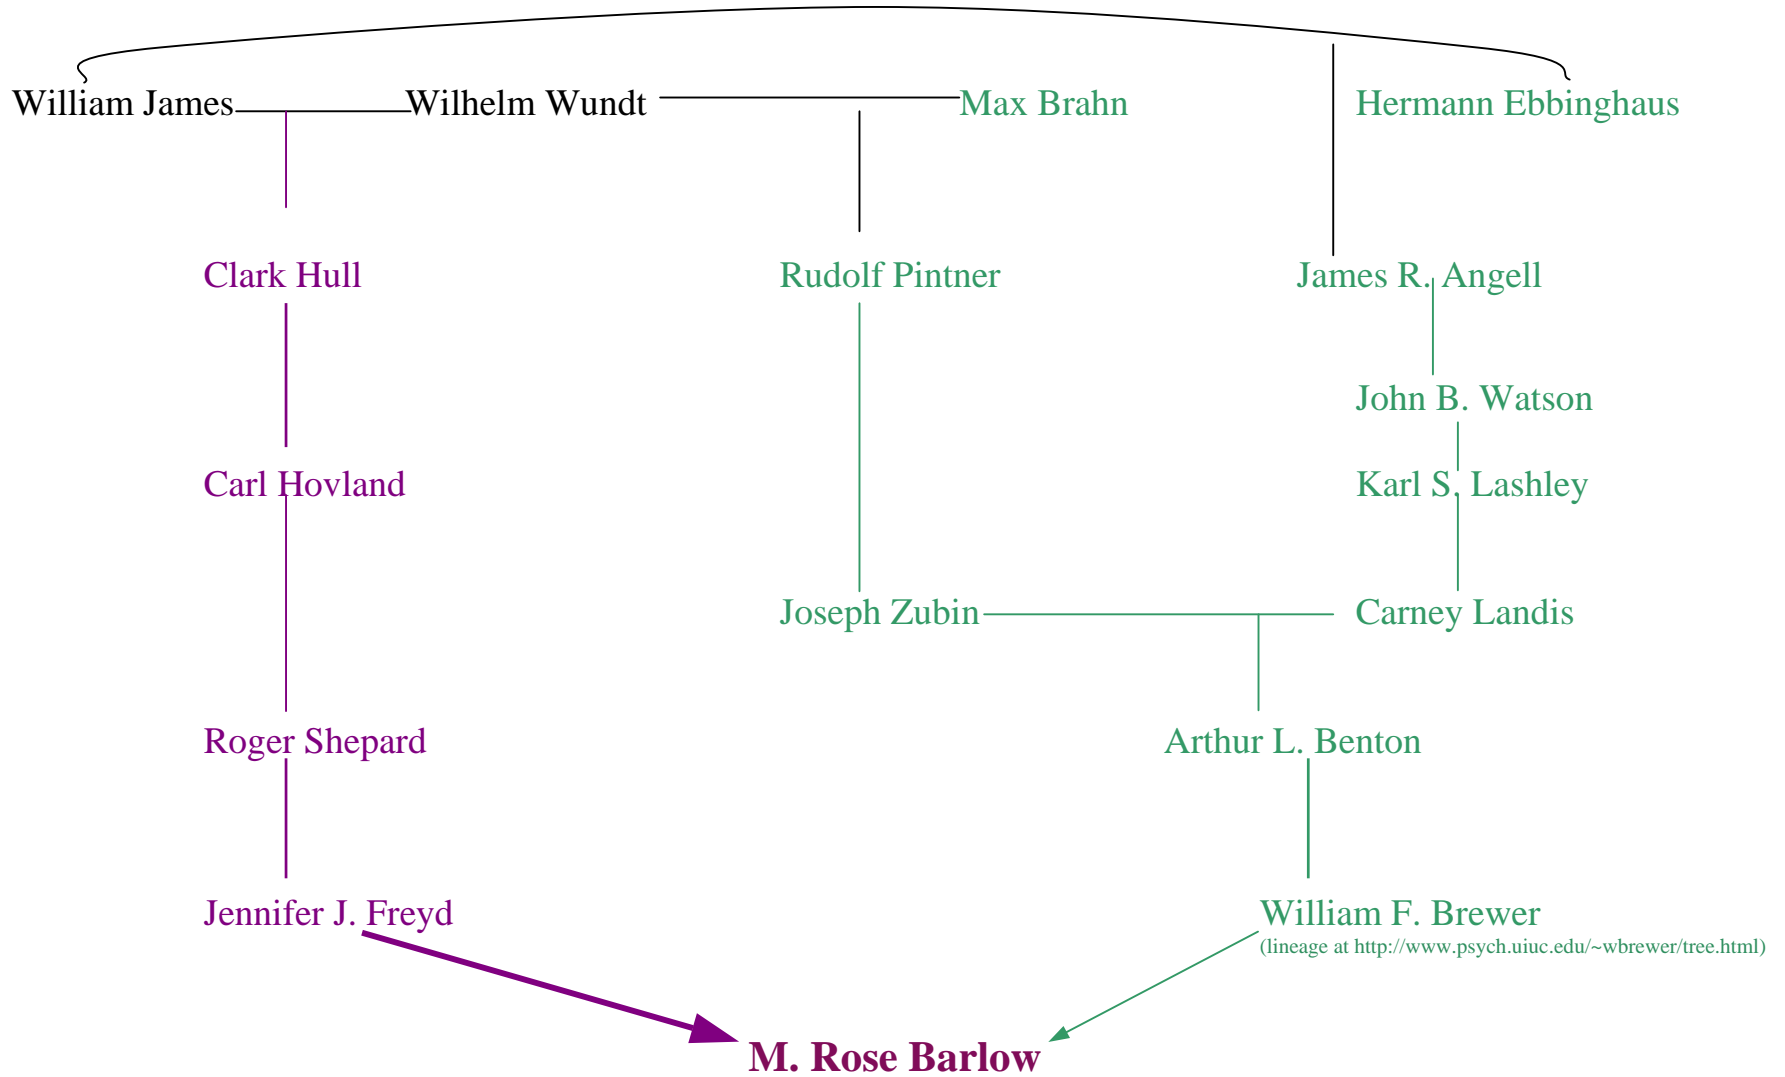 William James
Wilhelm Wundt
Max Brahn
Hermann Ebbinghaus
Clark Hull
Rudolf Pintner
James R. Angell
John B. Watson
Carl Hovland
Karl S. Lashley
Joseph Zubin
Carney Landis
Roger Shepard
Arthur L. Benton
Jennifer J. Freyd
William F. Brewer
(lineage at http://www.psych.uiuc.edu/~wbrewer/tree.html)
M. Rose Barlow